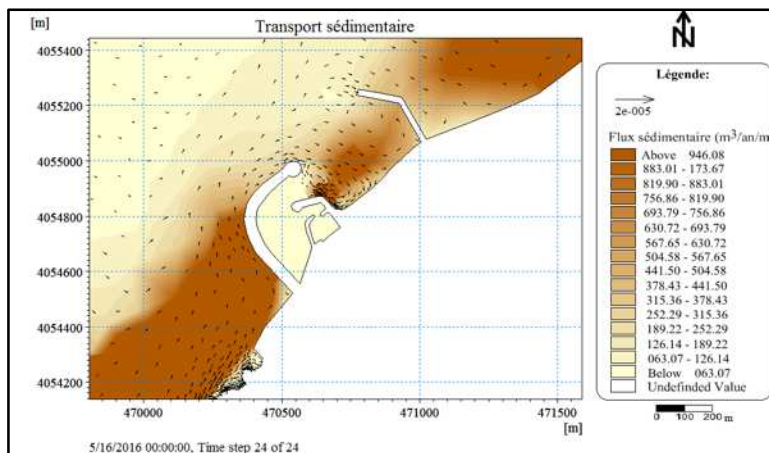 [m]
Transport sédimentaire
N
4055400
4055200
4055000
4054800
4054600
4054400
4054200
470000
470500
471000
471500
[m]
5/16/2016 00:00:00, Time step 24 of 24
Légende:
2e-005
Flux sédimentaire (m³/an/m)
Above 946.08
883.01 - 173.67
819.90 - 883.01
756.86 - 819.90
693.79 - 756.86
630.72 - 693.79
567.65 - 630.72
504.58 - 567.65
441.50 - 504.58
378.43 - 441.50
315.36 - 378.43
252.29 - 315.36
189.22 - 252.29
126.14 - 189.22
063.07 - 126.14
Below 063.07
Undefinded Value
0 100 200 m